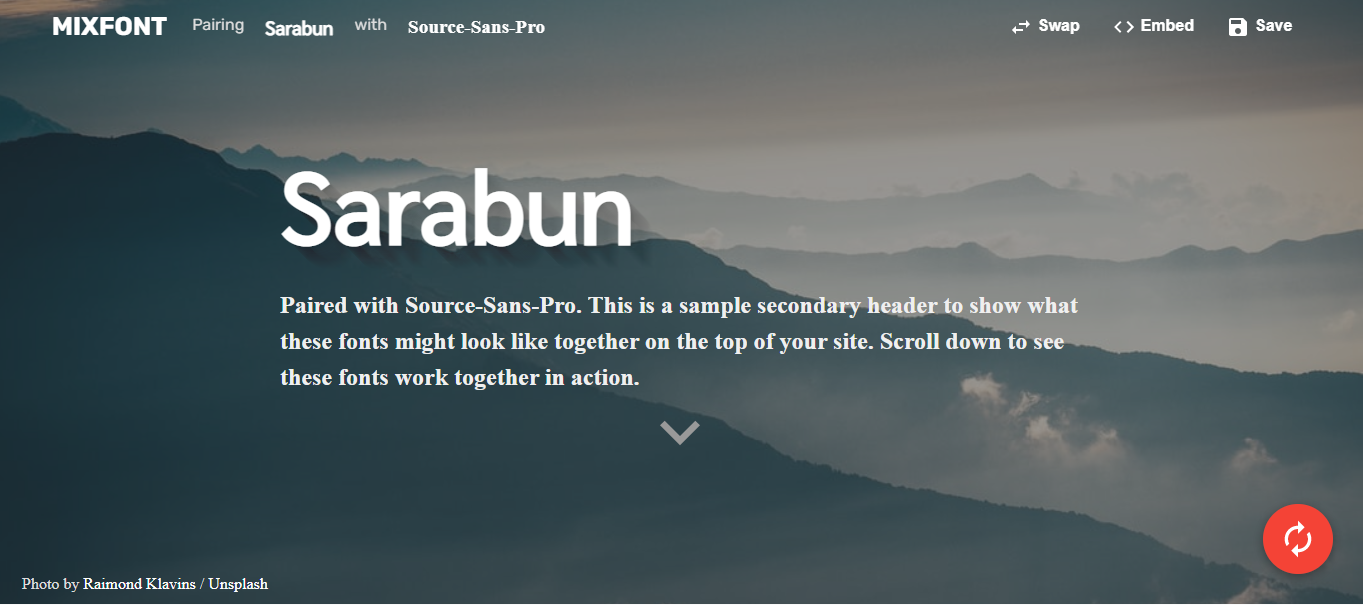 MIXFONT Pairing Sarabun with Source-Sans-Pro Swap Embed Save
Sarabun
Paired with Source-Sans-Pro. This is a sample secondary header to show what
these fonts might look like together on the top of your site. Scroll down to see
these fonts work together in action.
Photo by Raimond Klavins / Unsplash